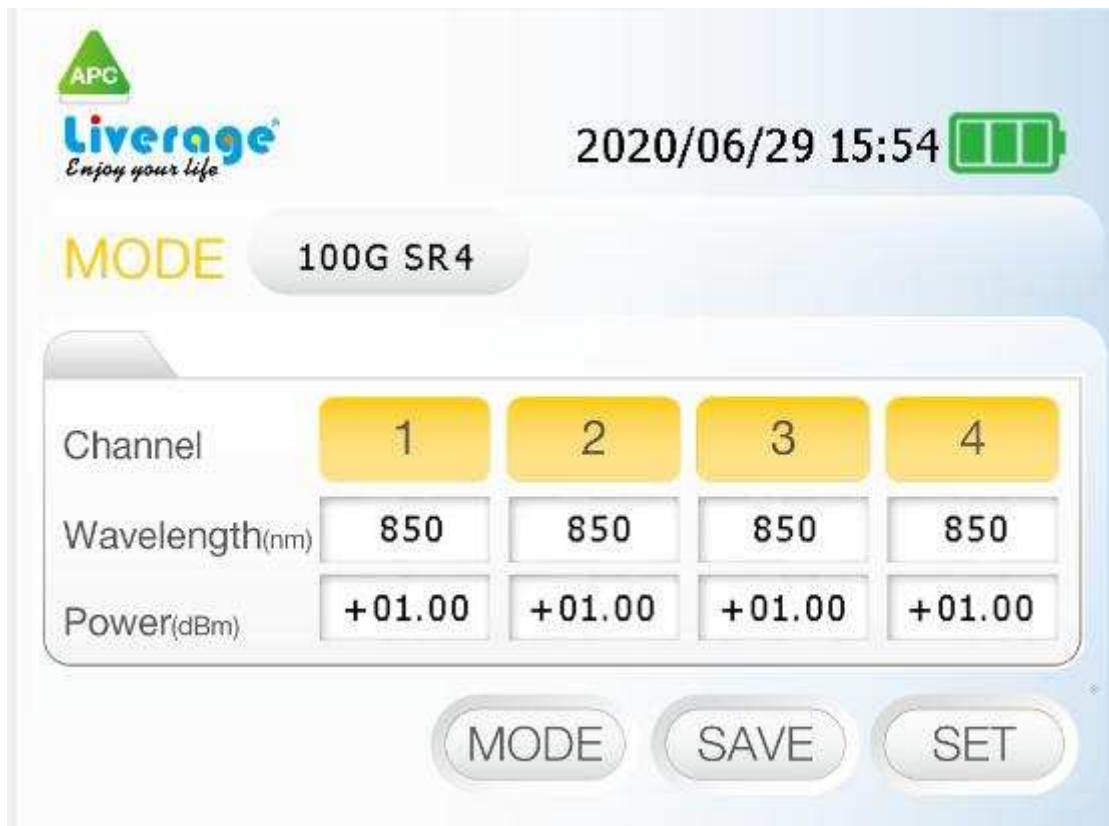 APC
Liverage®
Enjoy your life
2020/06/29 15:54
MODE 100G SR4
Channel 1 2 3 4
Wavelength(nm) 850 850 850 850
Power(dBm) +01.00 +01.00 +01.00 +01.00
MODE SAVE SET